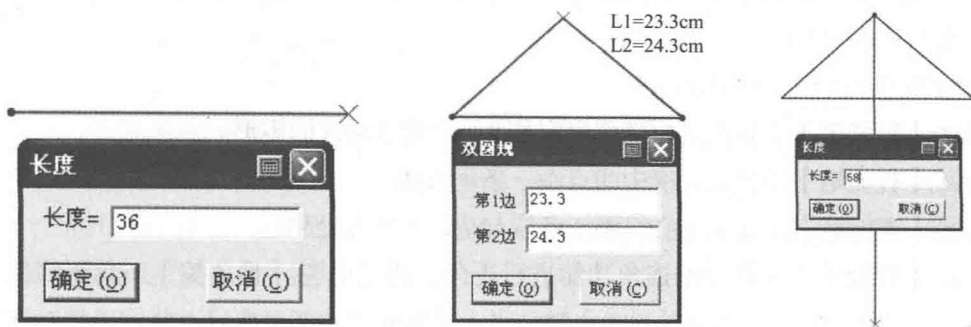 长度
长度= 36
确定(O) 取消(C)
L1=23.3cm
L2=24.3cm
双圆规
第1边 23.3
第2边 24.3
确定(O) 取消(C)
长度
长度= 58
确定(O) 取消(C)